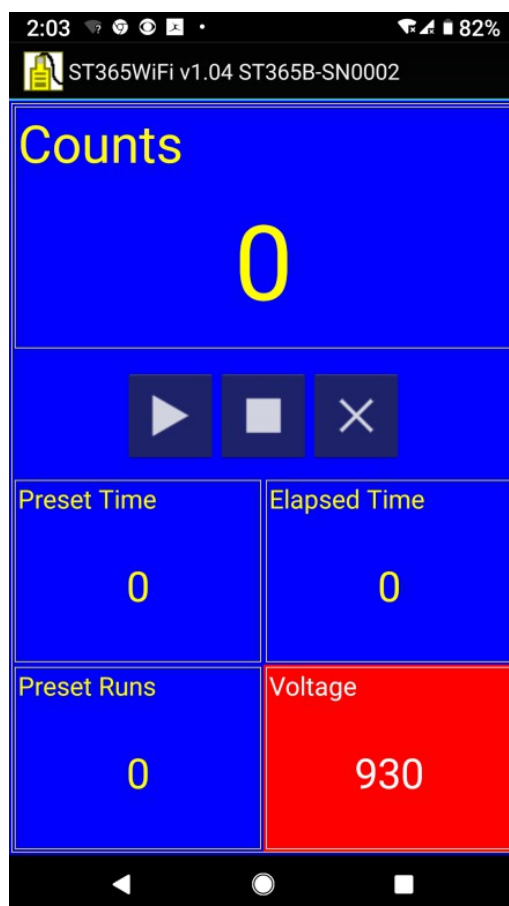 2:03 82%
ST365WiFi v1.04 ST365B-SN0002
Counts
0
Preset Time Elapsed Time
0 0
Preset Runs Voltage
0 930